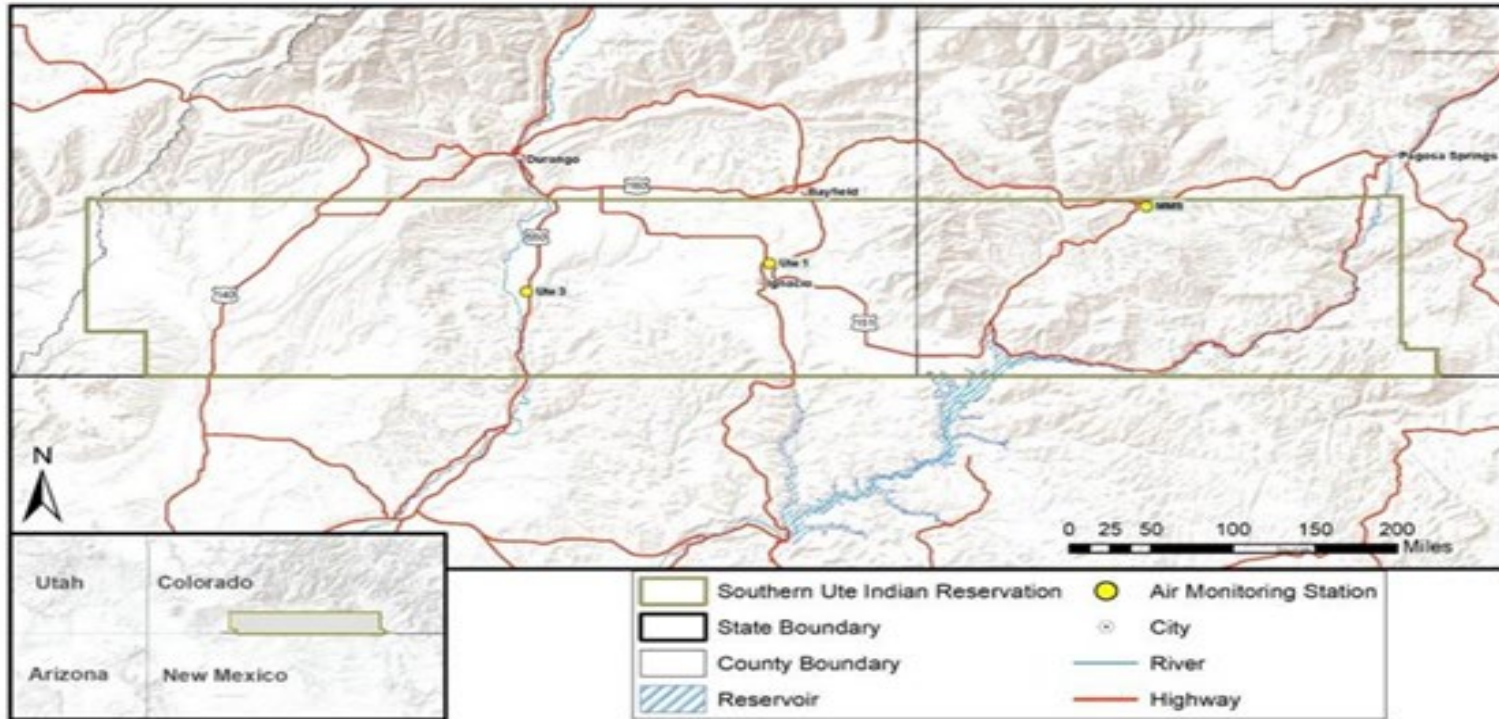 Durango
Pagosa Springs
Bayfield
Ute 1
Ignacio
Ute 3
N
0 25 50 100 150 200
Miles
Utah
Colorado
Arizona
New Mexico
Southern Ute Indian Reservation
State Boundary
County Boundary
Reservoir
Air Monitoring Station
City
River
Highway